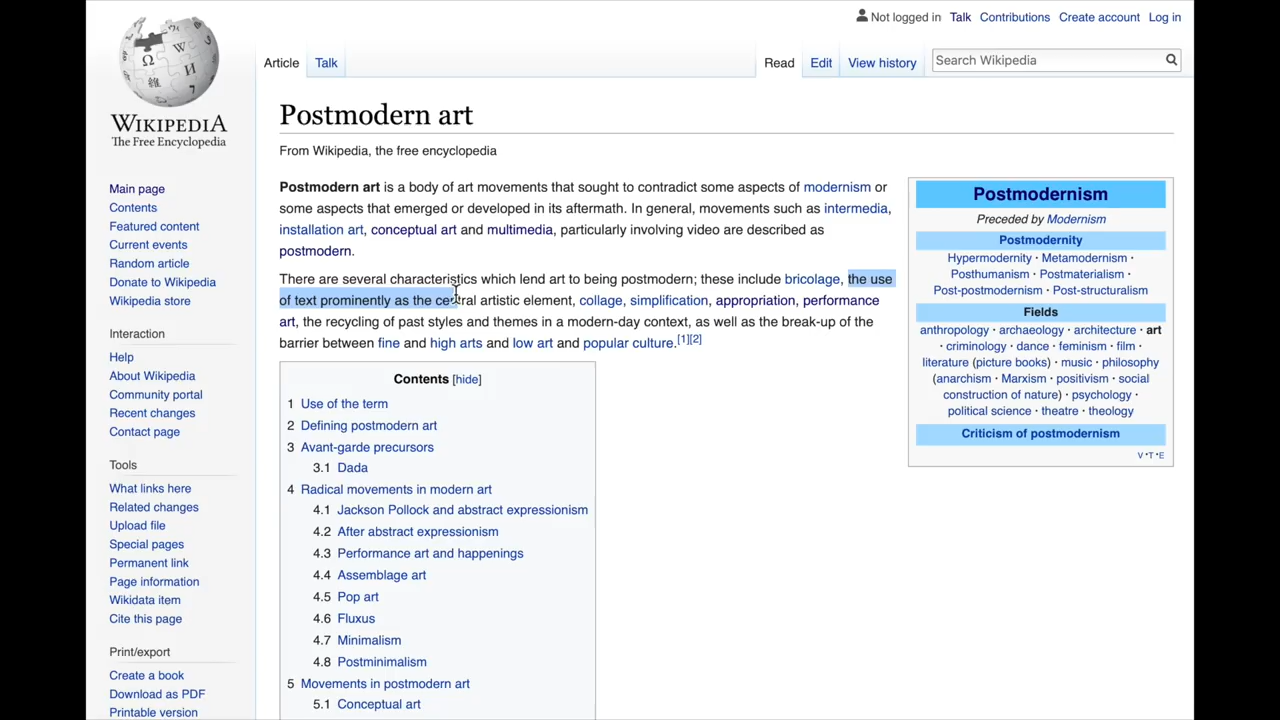 Not logged in Talk Contributions Create account Log in
Article Talk Read Edit View history Search Wikipedia
WIKIPEDIA
The Free Encyclopedia
Main page
Contents
Featured content
Current events
Random article
Donate to Wikipedia
Wikipedia store
Interaction
Help
About Wikipedia
Community portal
Recent changes
Contact page
Tools
What links here
Related changes
Upload file
Special pages
Permanent link
Page information
Wikidata item
Cite this page
Print/export
Create a book
Download as PDF
Printable version
Postmodern art
From Wikipedia, the free encyclopedia
Postmodern art is a body of art movements that sought to contradict some aspects of modernism or
some aspects that emerged or developed in its aftermath. In general, movements such as intermedia,
installation art, conceptual art and multimedia, particularly involving video are described as
postmodern.
There are several characteristics which lend art to being postmodern; these include bricolage, the use
of text prominently as the central artistic element, collage, simplification, appropriation, performance
art, the recycling of past styles and themes in a modern-day context, as well as the break-up of the
barrier between fine and high arts and low art and popular culture.[1][2]
Contents [hide]
1 Use of the term
2 Defining postmodern art
3 Avant-garde precursors
3.1 Dada
4 Radical movements in modern art
4.1 Jackson Pollock and abstract expressionism
4.2 After abstract expressionism
4.3 Performance art and happenings
4.4 Assemblage art
4.5 Pop art
4.6 Fluxus
4.7 Minimalism
4.8 Postminimalism
5 Movements in postmodern art
5.1 Conceptual art
Postmodernism
Preceded by Modernism
Postmodernity
Hypermodernity · Metamodernism ·
Posthumanism · Postmaterialism ·
Post-postmodernism · Post-structuralism
Fields
anthropology · archaeology · architecture · art
· criminology · dance · feminism · film ·
literature (picture books) · music · philosophy
(anarchism · Marxism · positivism · social
construction of nature) · psychology ·
political science · theatre · theology
Criticism of postmodernism
V · T · E